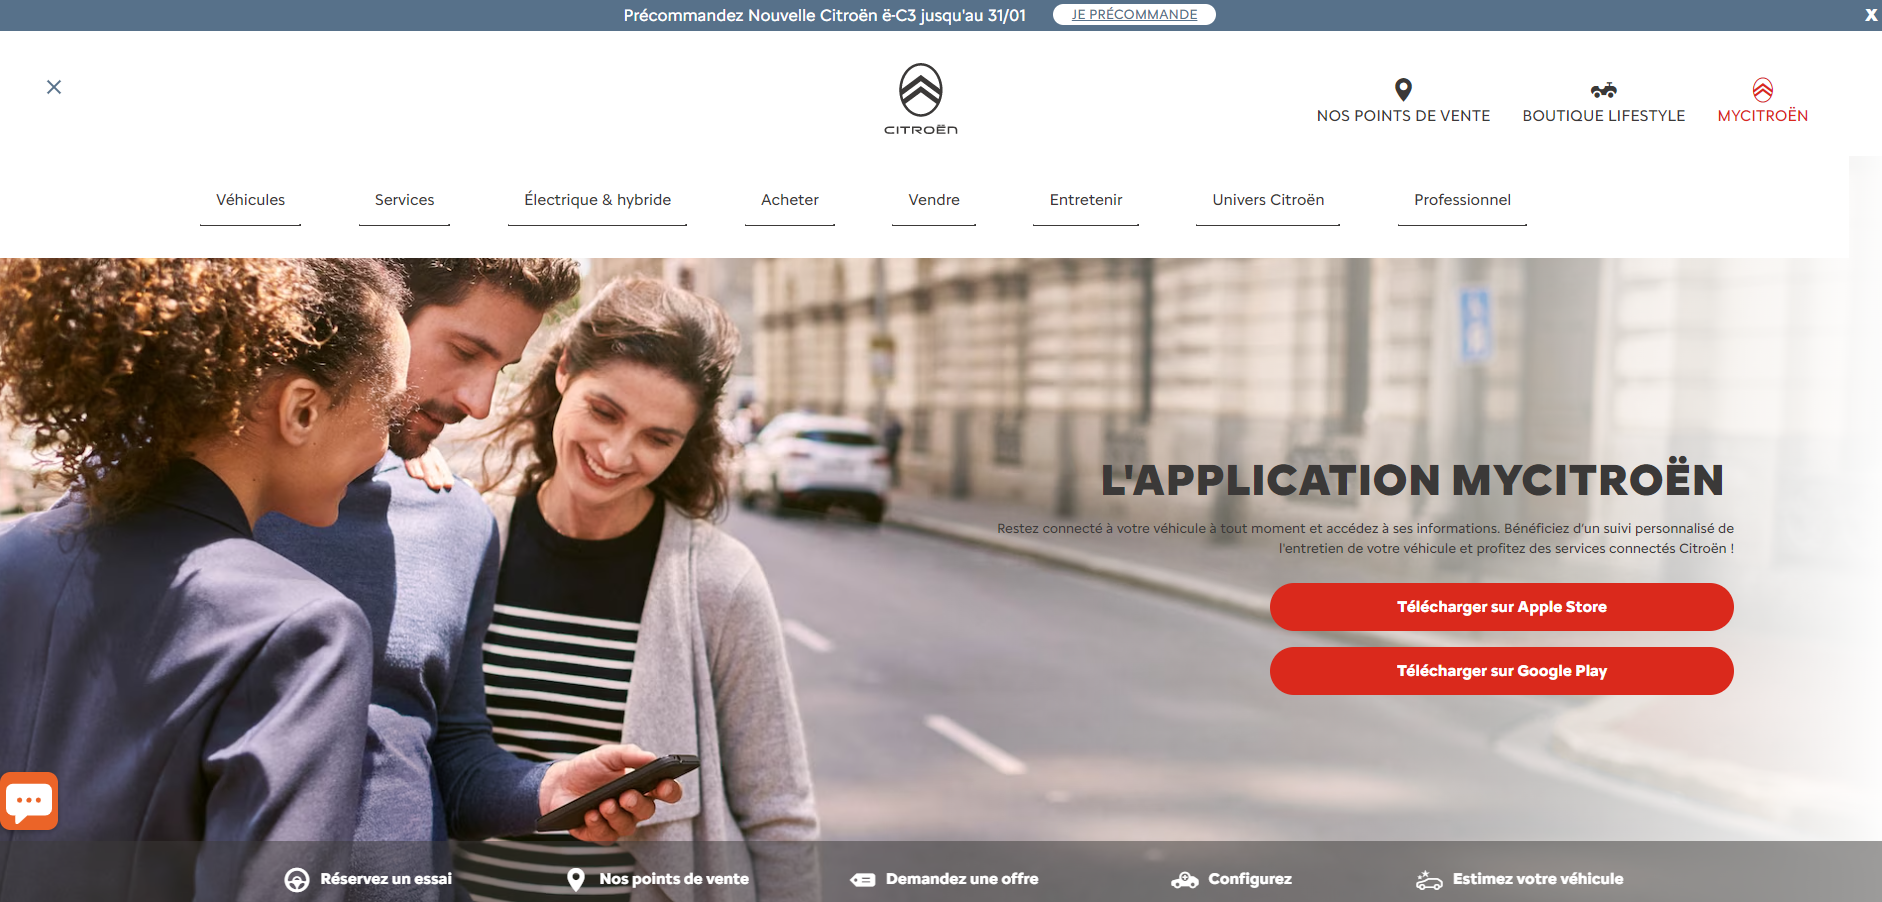 Précommandez Nouvelle Citroën ë-C3 jusqu'au 31/01
JE PRÉCOMMANDE
X
CITROËN
NOS POINTS DE VENTE
BOUTIQUE LIFESTYLE
MYCITROËN
Véhicules
Services
Électrique & hybride
Acheter
Vendre
Entretenir
Univers Citroën
Professionnel
L'APPLICATION MYCITROËN
Restez connecté à votre véhicule à tout moment et accédez à ses informations. Bénéficiez d'un suivi personnalisé de
l'entretien de votre véhicule et profitez des services connectés Citroën !
Télécharger sur Apple Store
Télécharger sur Google Play
Réservez un essai
Nos points de vente
Demandez une offre
Configurez
Estimez votre véhicule